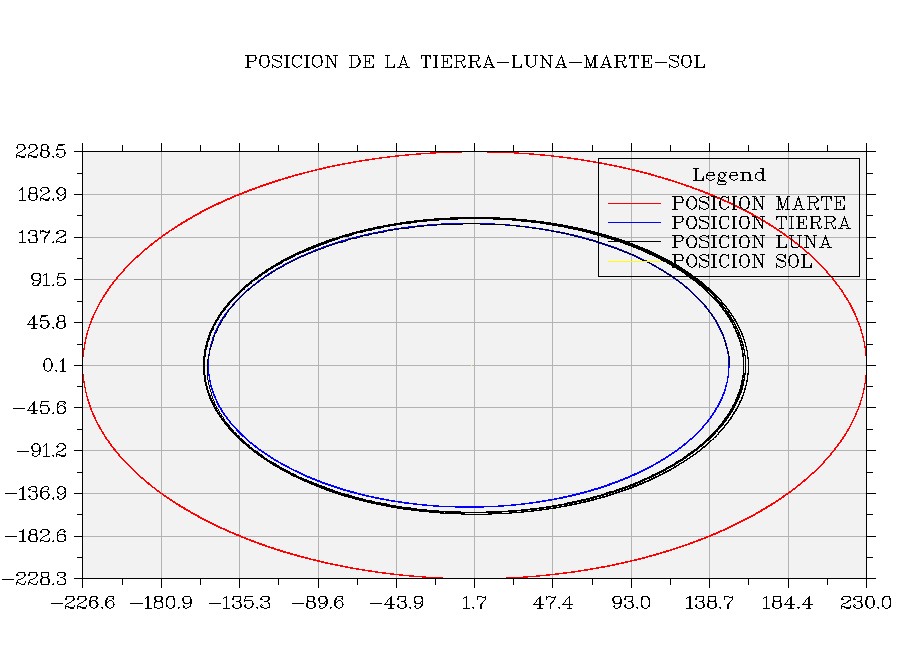 POSICION DE LA TIERRA-LUNA-MARTE-SOL
Legend
POSICION MARTE
POSICION TIERRA
POSICION LUNA
POSICION SOL
228.5
182.9
137.2
91.5
45.8
0.1
-45.6
-91.2
-136.9
-182.6
-228.3
-226.6 -180.9 -135.3 -89.6 -43.9 1.7 47.4 93.0 138.7 184.4 230.0